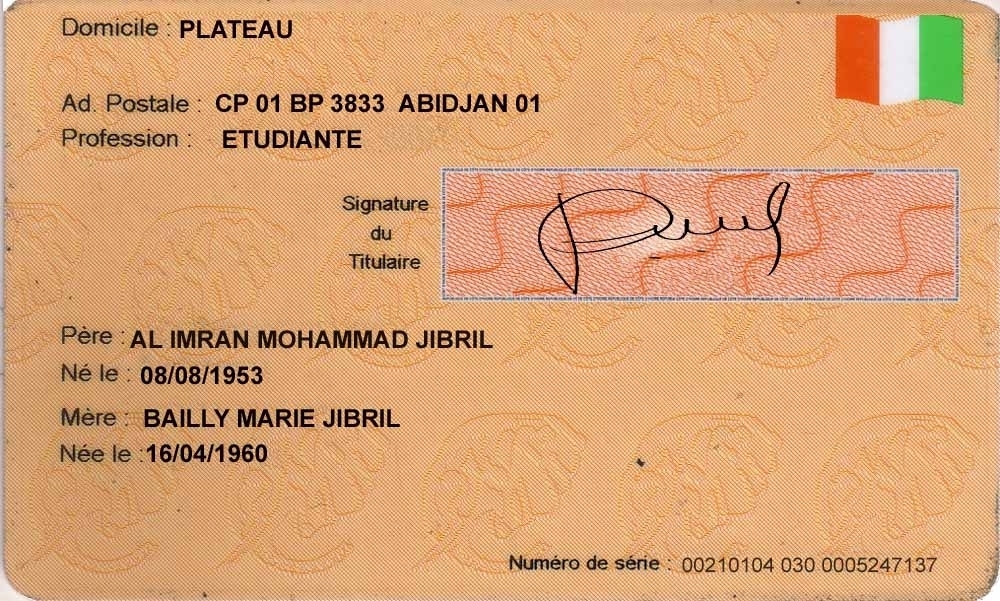 Domicile : PLATEAU
Ad. Postale : CP 01 BP 3833 ABIDJAN 01
Profession : ETUDIANTE
Signature
du
Titulaire
Père : AL IMRAN MOHAMMAD JIBRIL
Né le : 08/08/1953
Mère : BAILLY MARIE JIBRIL
Née le : 16/04/1960
Numéro de série : 00210104 030 0005247137